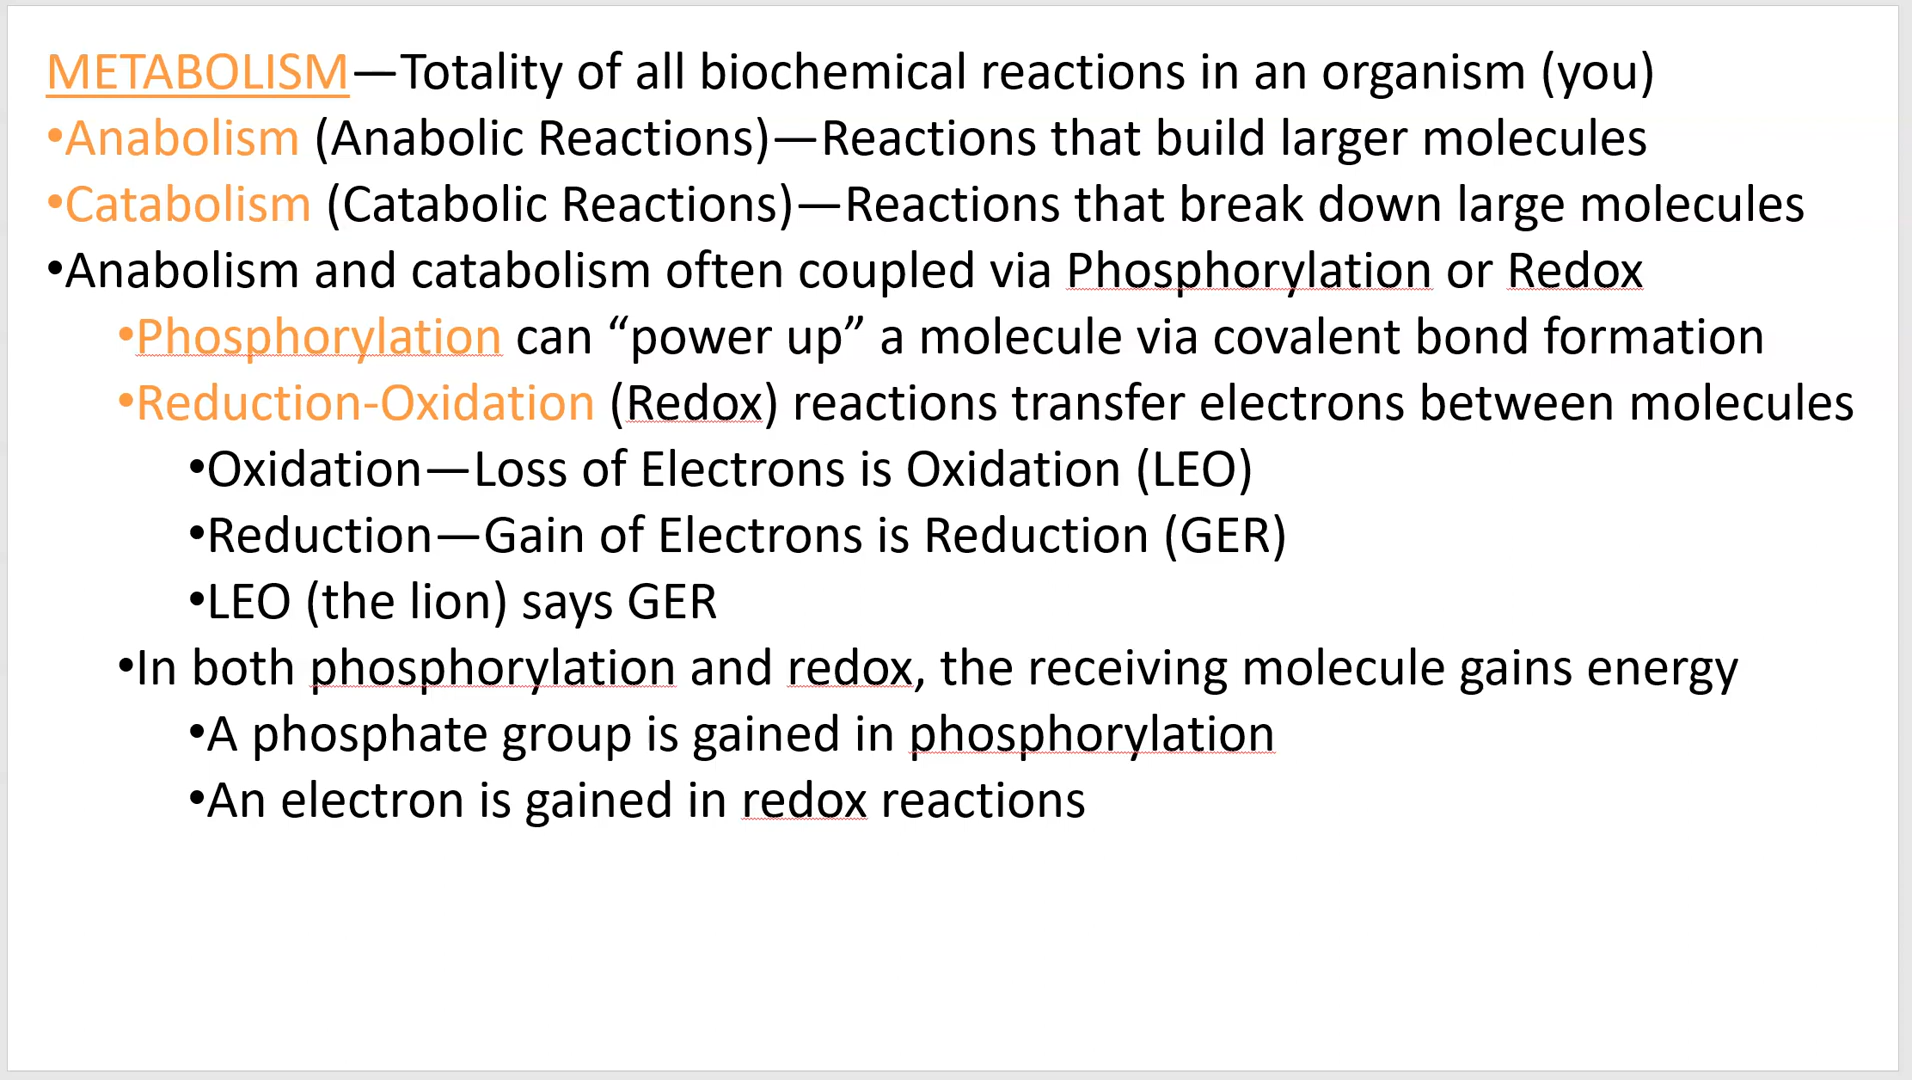 METABOLISM—Totality of all biochemical reactions in an organism (you)
•Anabolism (Anabolic Reactions)—Reactions that build larger molecules
•Catabolism (Catabolic Reactions)—Reactions that break down large molecules
•Anabolism and catabolism often coupled via Phosphorylation or Redox
•Phosphorylation can “power up” a molecule via covalent bond formation
•Reduction-Oxidation (Redox) reactions transfer electrons between molecules
•Oxidation—Loss of Electrons is Oxidation (LEO)
•Reduction—Gain of Electrons is Reduction (GER)
•LEO (the lion) says GER
•In both phosphorylation and redox, the receiving molecule gains energy
•A phosphate group is gained in phosphorylation
•An electron is gained in redox reactions